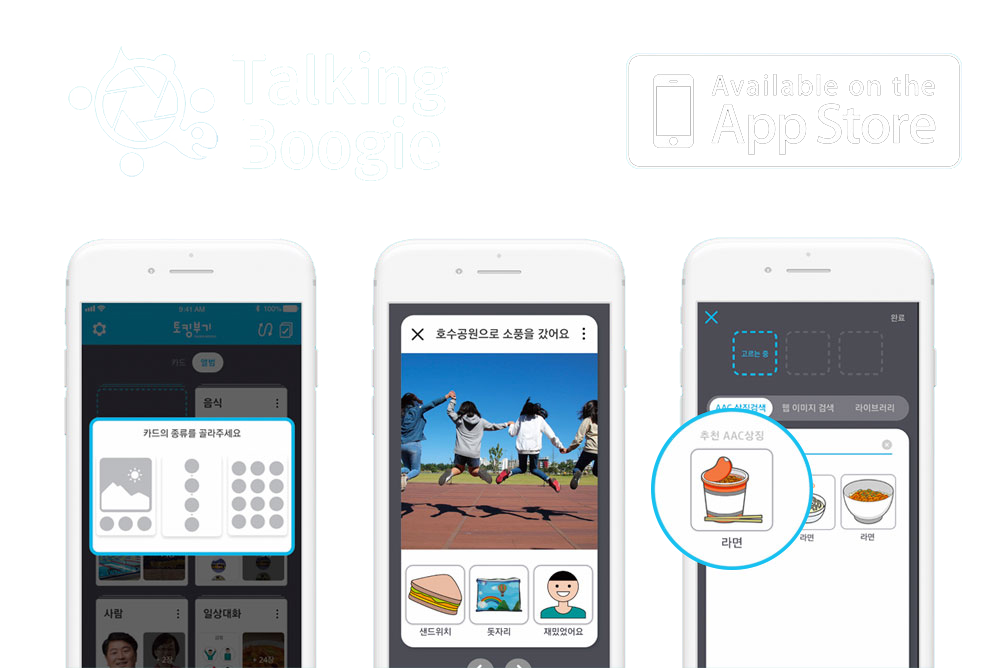 Talking
Boogie
Available on the
App Store
9:41 AM
100%
토킹부기
카드
앨범
음식
카드의 종류를 골라주세요
사람
일상대화
2장
24장
호수공원으로 소풍을 갔어요
샌드위치
돗자리
재밌었어요
완료
고르는 중
AAC 상징검색
웹 이미지 검색
라이브러리
추천 AAC상징
라면
라면
라면